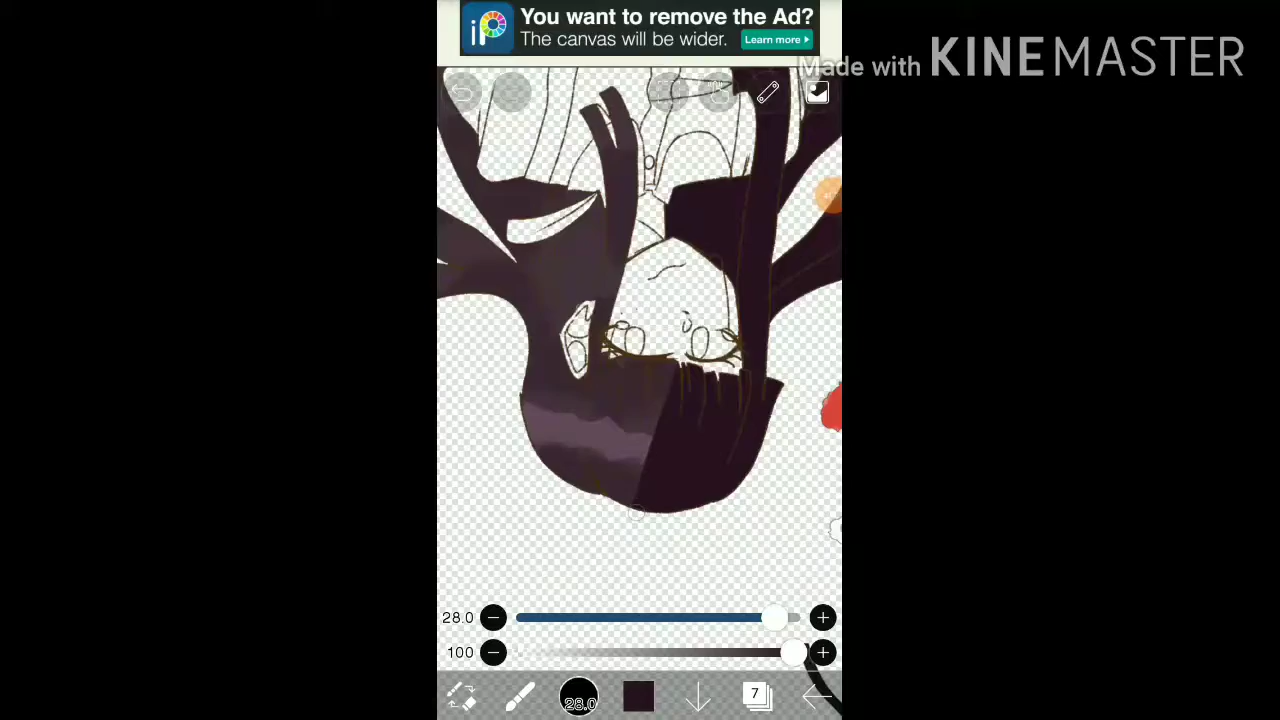 iP
You want to remove the Ad?
The canvas will be wider.
Learn more
Made with KINEMASTER
28.0
100
28.0
7